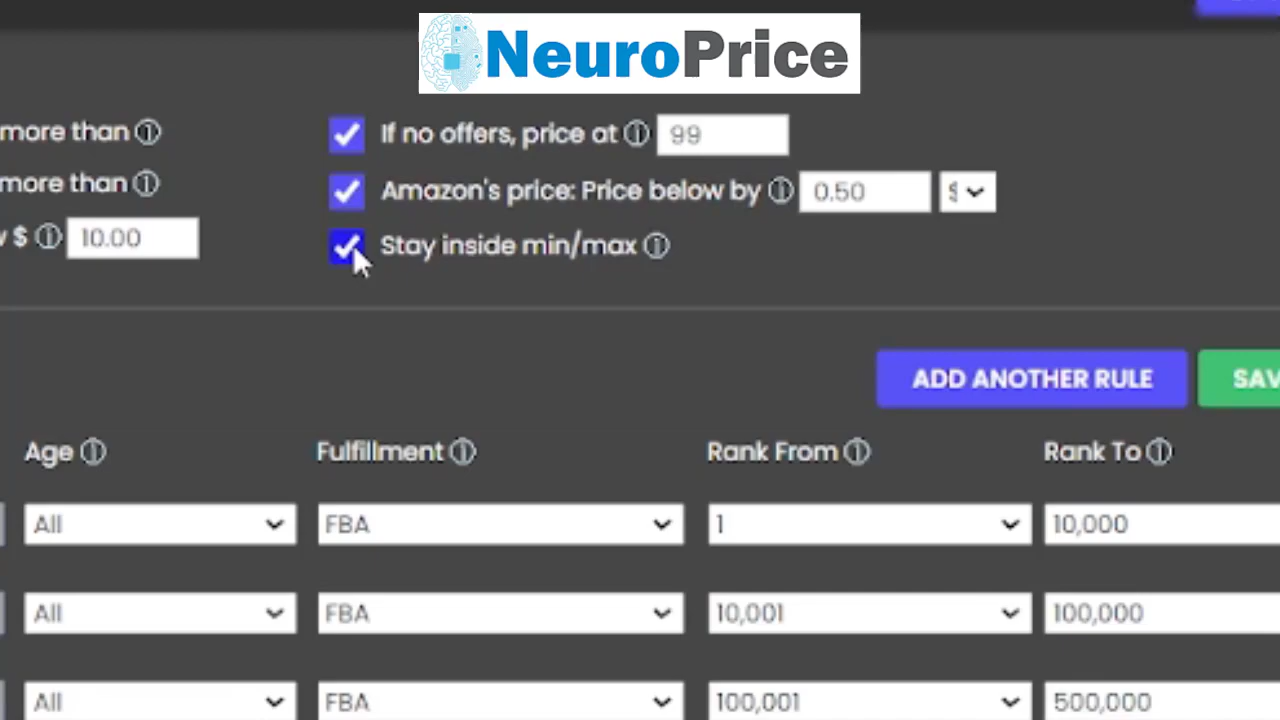 NeuroPrice
more than
If no offers, price at 99
more than
Amazon's price: Price below by 0.50 $
$ 10.00
Stay inside min/max
ADD ANOTHER RULE
Age Fulfillment Rank From Rank To
All FBA 1 10,000
All FBA 10,001 100,000
All FBA 100,001 500,000